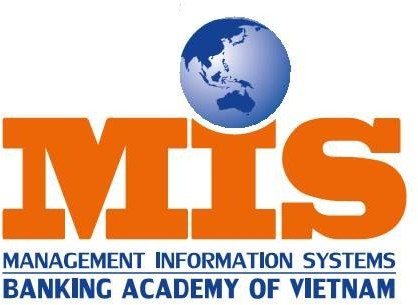 MIS
MANAGEMENT INFORMATION SYSTEMS
BANKING ACADEMY OF VIETNAM